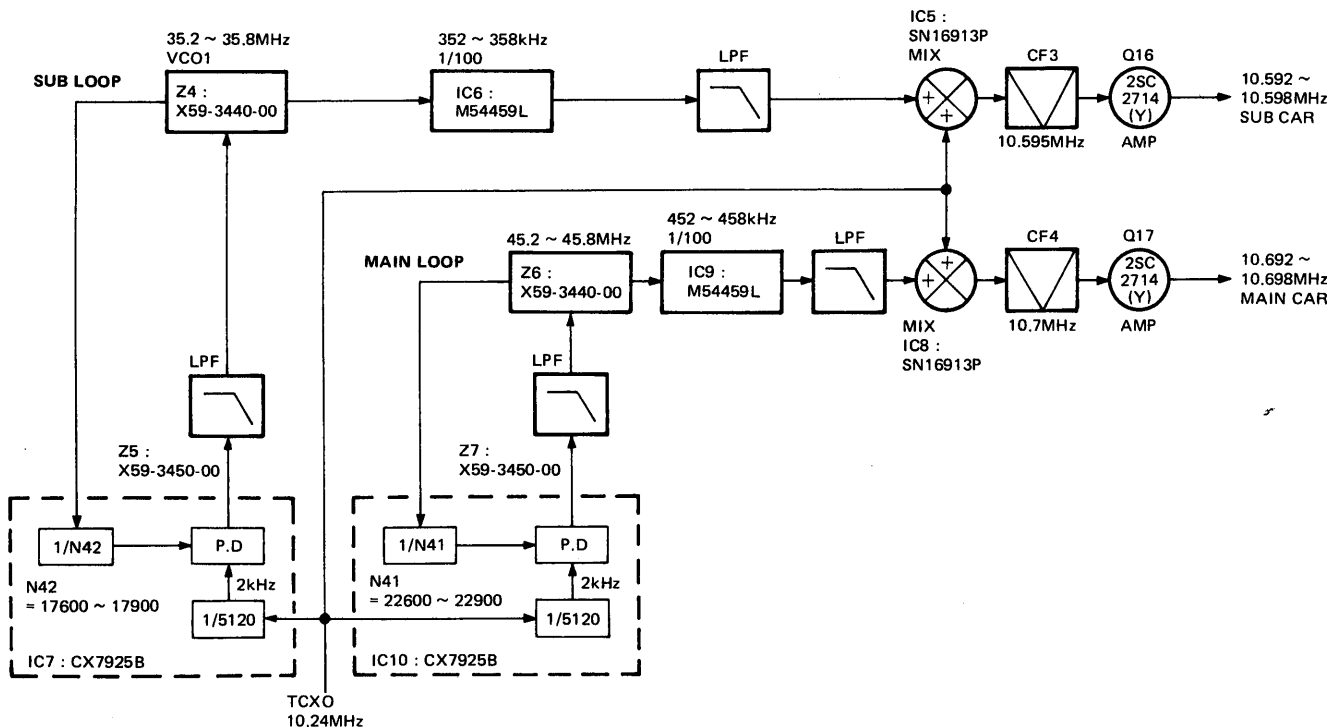 SUB LOOP
35.2 ~ 35.8MHz
VCO1
Z4 :
X59-3440-00
352 ~ 358kHz
1/100
IC6 :
M54459L
LPF
IC5 :
SN16913P
MIX
+
+
CF3
10.595MHz
Q16
2SC
2714
(Y)
AMP
10.592 ~
10.598MHz
SUB CAR
MAIN LOOP
45.2 ~ 45.8MHz
Z6 :
X59-3440-00
452 ~ 458kHz
1/100
IC9 :
M54459L
LPF
+
+
MIX
IC8 :
SN16913P
CF4
10.7MHz
Q17
2SC
2714
(Y)
AMP
10.692 ~
10.698MHz
MAIN CAR
LPF
Z5 :
X59-3450-00
1/N42
P.D
2kHz
N42
= 17600 ~ 17900
1/5120
IC7 : CX7925B
LPF
Z7 :
X59-3450-00
1/N41
P.D
2kHz
N41
= 22600 ~ 22900
1/5120
IC10 : CX7925B
TCXO
10.24MHz